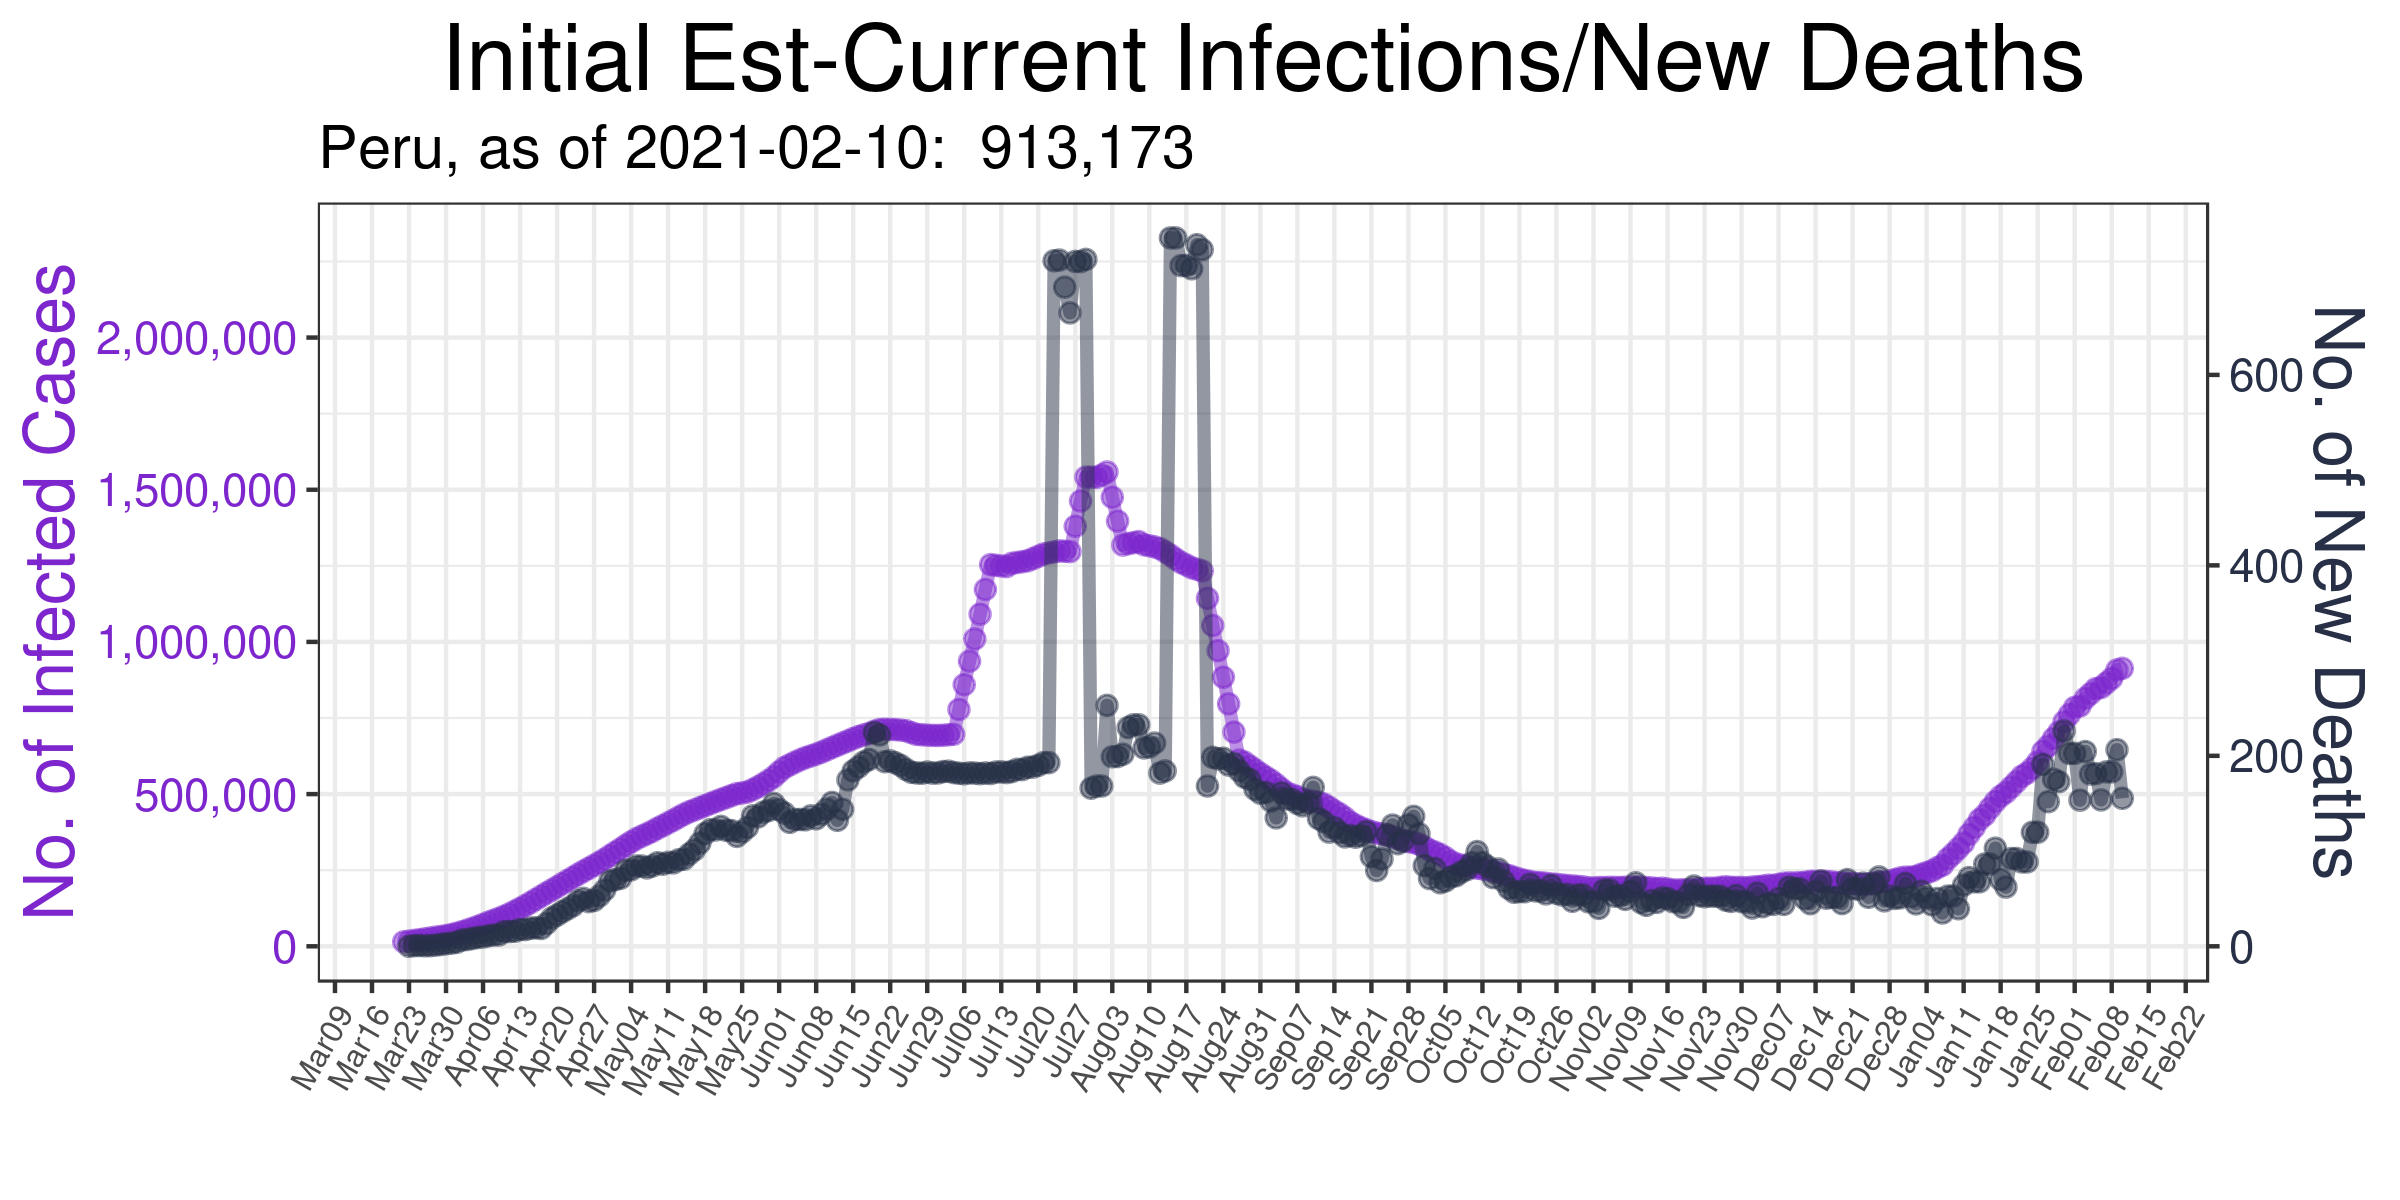 Initial Est-Current Infections/New Deaths
Peru, as of 2021-02-10:  913,173
No. of Infected Cases
2,000,000
1,500,000
1,000,000
500,000
0
600
400
200
0
No. of New Deaths
Mar09 Mar16 Mar23 Mar30 Apr06 Apr13 Apr20 Apr27 May04 May11 May18 May25 Jun01 Jun08 Jun15 Jun22 Jun29 Jul06 Jul13 Jul20 Jul27 Aug03 Aug10 Aug17 Aug24 Aug31 Sep07 Sep14 Sep21 Sep28 Oct05 Oct12 Oct19 Oct26 Nov02 Nov09 Nov16 Nov23 Nov30 Dec07 Dec14 Dec21 Dec28 Jan04 Jan11 Jan18 Jan25 Feb01 Feb08 Feb15 Feb22